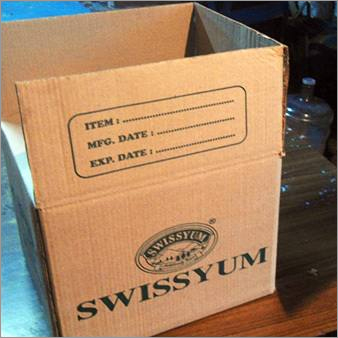 ITEM : ..............................
MFG. DATE : .....................
EXP. DATE : .....................
®
SWISSYUM
SWISSYUM